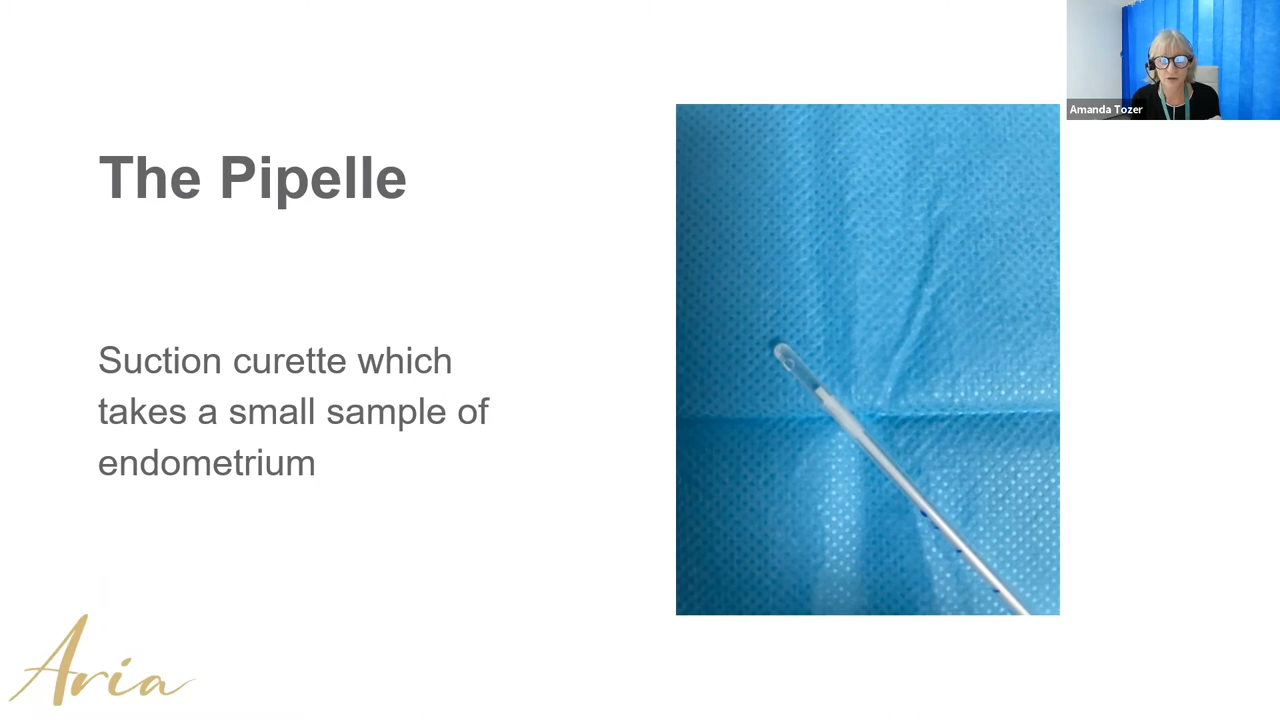 The Pipelle
Suction curette which
takes a small sample of
endometrium
Aria
Amanda Tozer